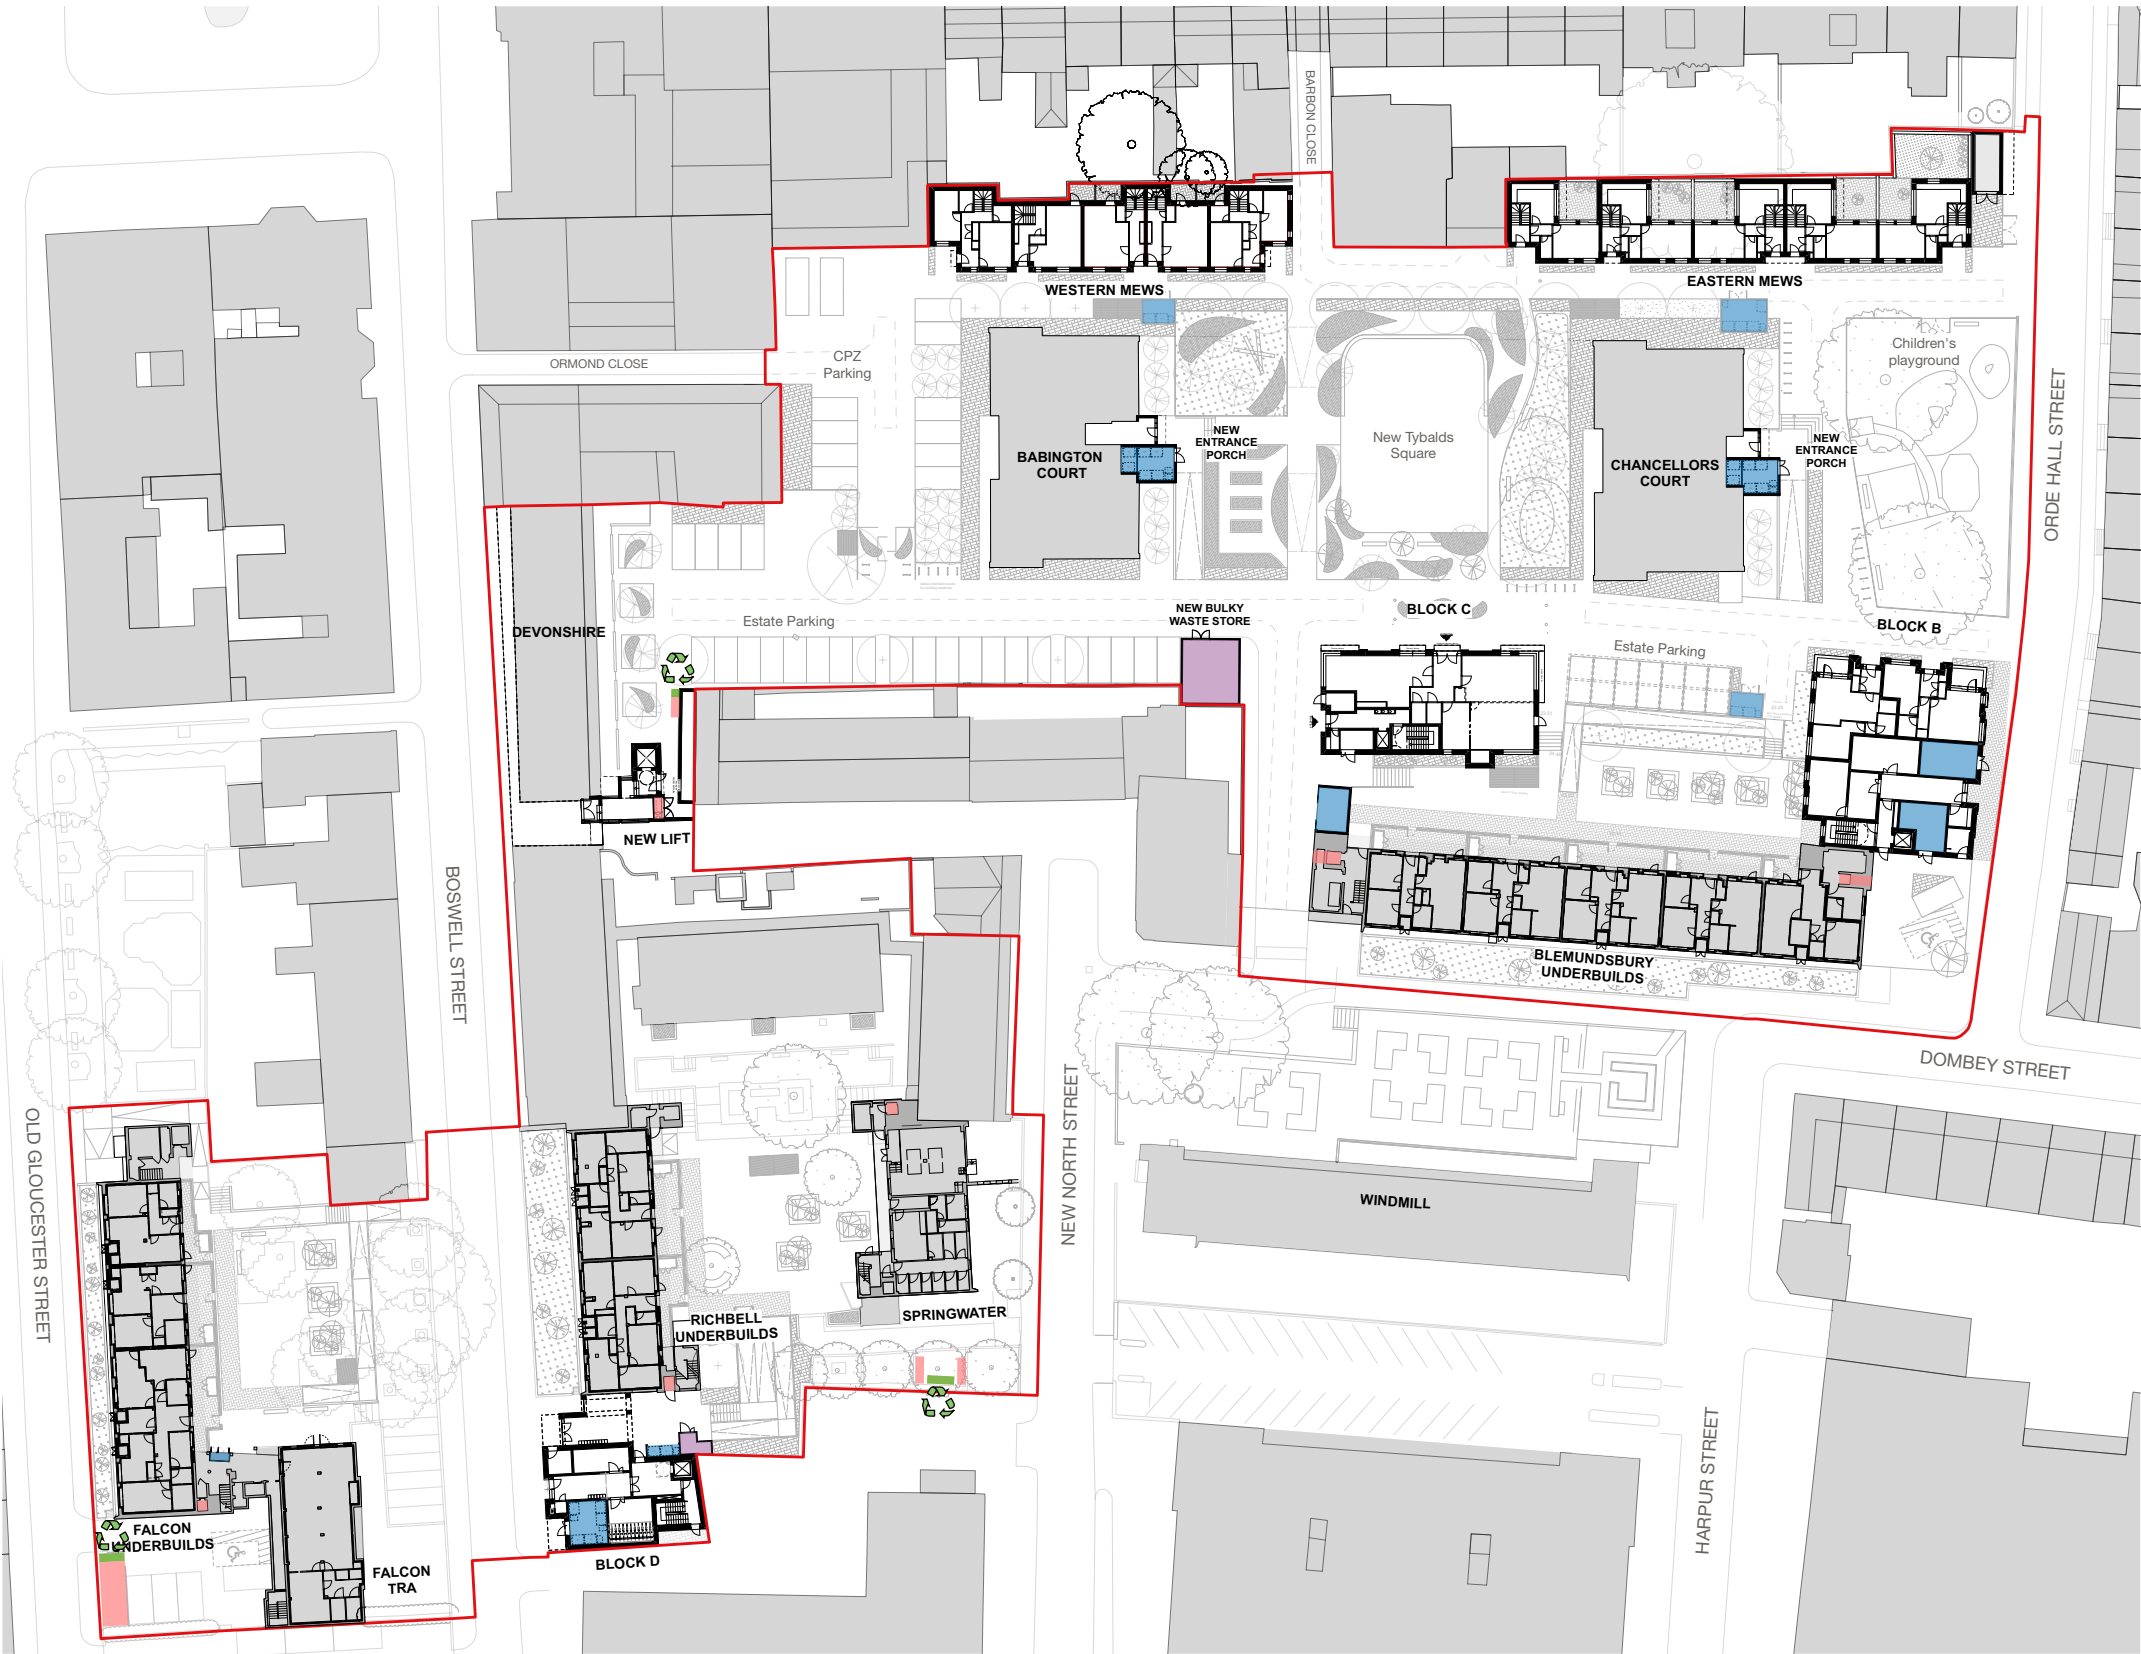 BARBON CLOSE
WESTERN MEWS
EASTERN MEWS
ORMOND CLOSE
CPZ
Parking
Children's
playground
ORDE HALL STREET
BABINGTON
COURT
NEW
ENTRANCE
PORCH
New Tybalds
Square
CHANCELLORS
COURT
NEW
ENTRANCE
PORCH
DEVONSHIRE
Estate Parking
NEW BULKY
WASTE STORE
BLOCK C
Estate Parking
BLOCK B
NEW LIFT
BOSWELL STREET
BLEMUNDSBURY
UNDERBUILDS
DOMBEY STREET
OLD GLOUCESTER STREET
NEW NORTH STREET
WINDMILL
RICHBELL
UNDERBUILDS
SPRINGWATER
HARPUR STREET
FALCON
UNDERBUILDS
FALCON
TRA
BLOCK D